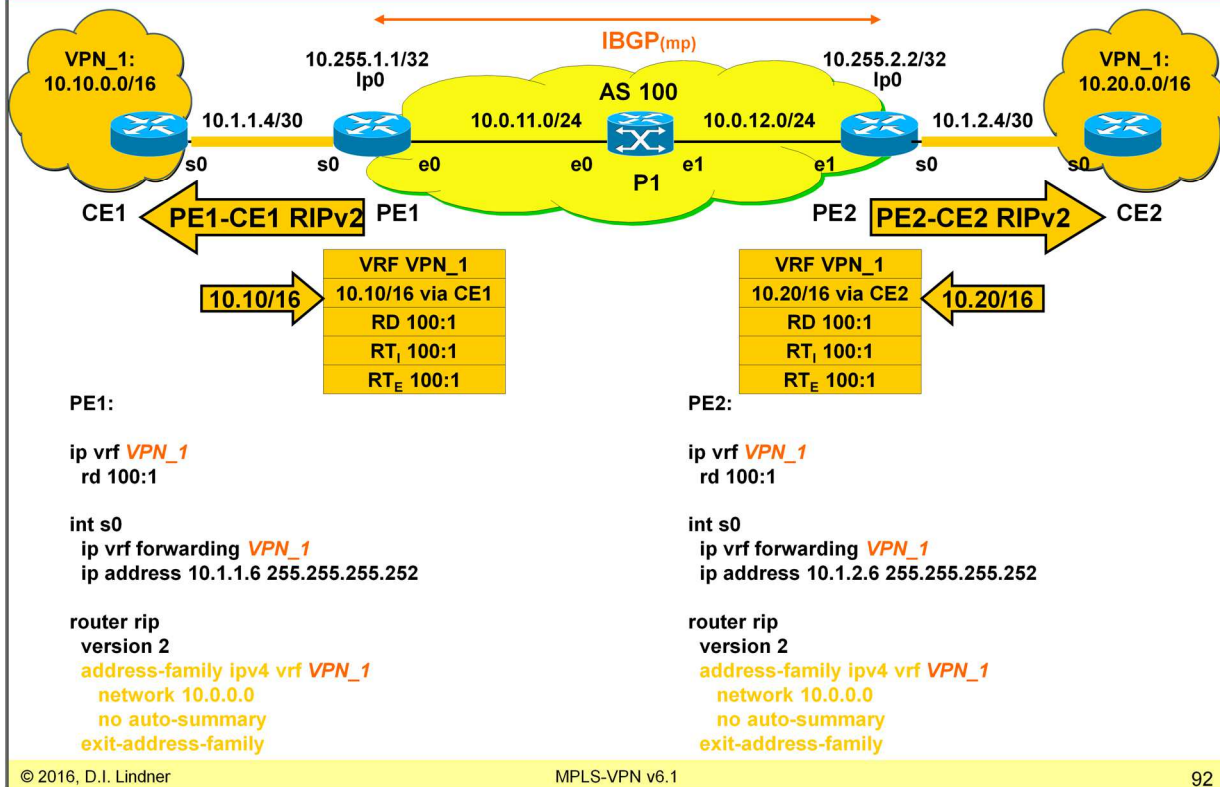 IBGP(mp)
VPN_1:
10.10.0.0/16
10.255.1.1/32
lp0
10.255.2.2/32
lp0
VPN_1:
10.20.0.0/16
AS 100
10.1.1.4/30
10.0.11.0/24
10.0.12.0/24
10.1.2.4/30
s0
s0
e0
e0
P1
e1
e1
s0
s0
CE1
PE1-CE1 RIPv2
PE1
PE2
PE2-CE2 RIPv2
CE2
10.10/16
VRF VPN_1
10.10/16 via CE1
RD 100:1
RTI 100:1
RTE 100:1
VRF VPN_1
10.20/16 via CE2
RD 100:1
RTI 100:1
RTE 100:1
10.20/16
PE1:
ip vrf VPN_1
rd 100:1
int s0
ip vrf forwarding VPN_1
ip address 10.1.1.6 255.255.255.252
router rip
version 2
address-family ipv4 vrf VPN_1
network 10.0.0.0
no auto-summary
exit-address-family
PE2:
ip vrf VPN_1
rd 100:1
int s0
ip vrf forwarding VPN_1
ip address 10.1.2.6 255.255.255.252
router rip
version 2
address-family ipv4 vrf VPN_1
network 10.0.0.0
no auto-summary
exit-address-family
© 2016, D.I. Lindner
MPLS-VPN v6.1
92